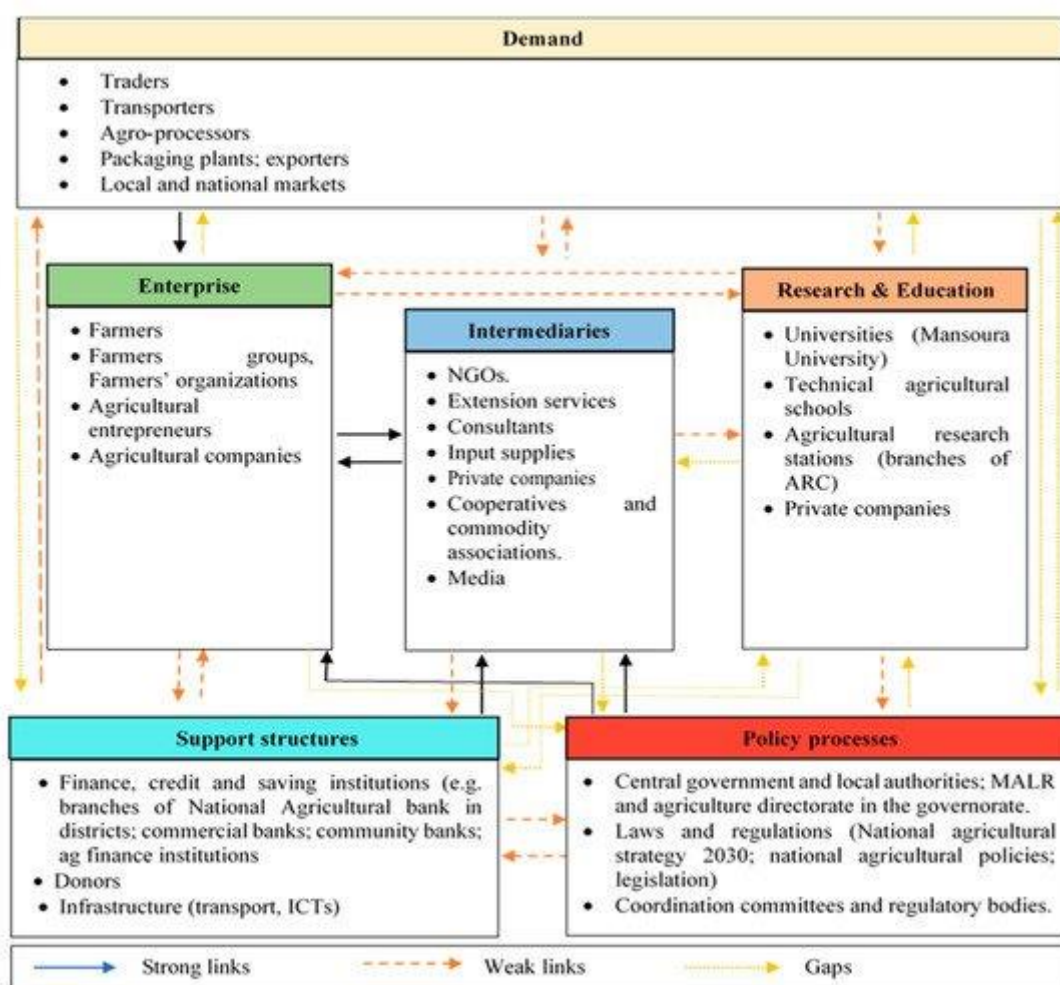 Demand
• Traders
• Transporters
• Agro-processors
• Packaging plants; exporters
• Local and national markets
Enterprise
• Farmers
• Farmers groups,
Farmers’ organizations
• Agricultural
entrepreneurs
• Agricultural companies
Intermediaries
• NGOs.
• Extension services
• Consultants
• Input supplies
• Private companies
• Cooperatives and
commodity
associations.
• Media
Research & Education
• Universities (Mansoura
University)
• Technical agricultural
schools
• Agricultural research
stations (branches of
ARC)
• Private companies
Support structures
• Finance, credit and saving institutions (e.g.
branches of National Agricultural bank in
districts; commercial banks; community banks;
ag finance institutions
• Donors
• Infrastructure (transport, ICTs)
Policy processes
• Central government and local authorities; MALR
and agriculture directorate in the governorate.
• Laws and regulations (National agricultural
strategy 2030; national agricultural policies;
legislation)
• Coordination committees and regulatory bodies.
Strong links Weak links Gaps